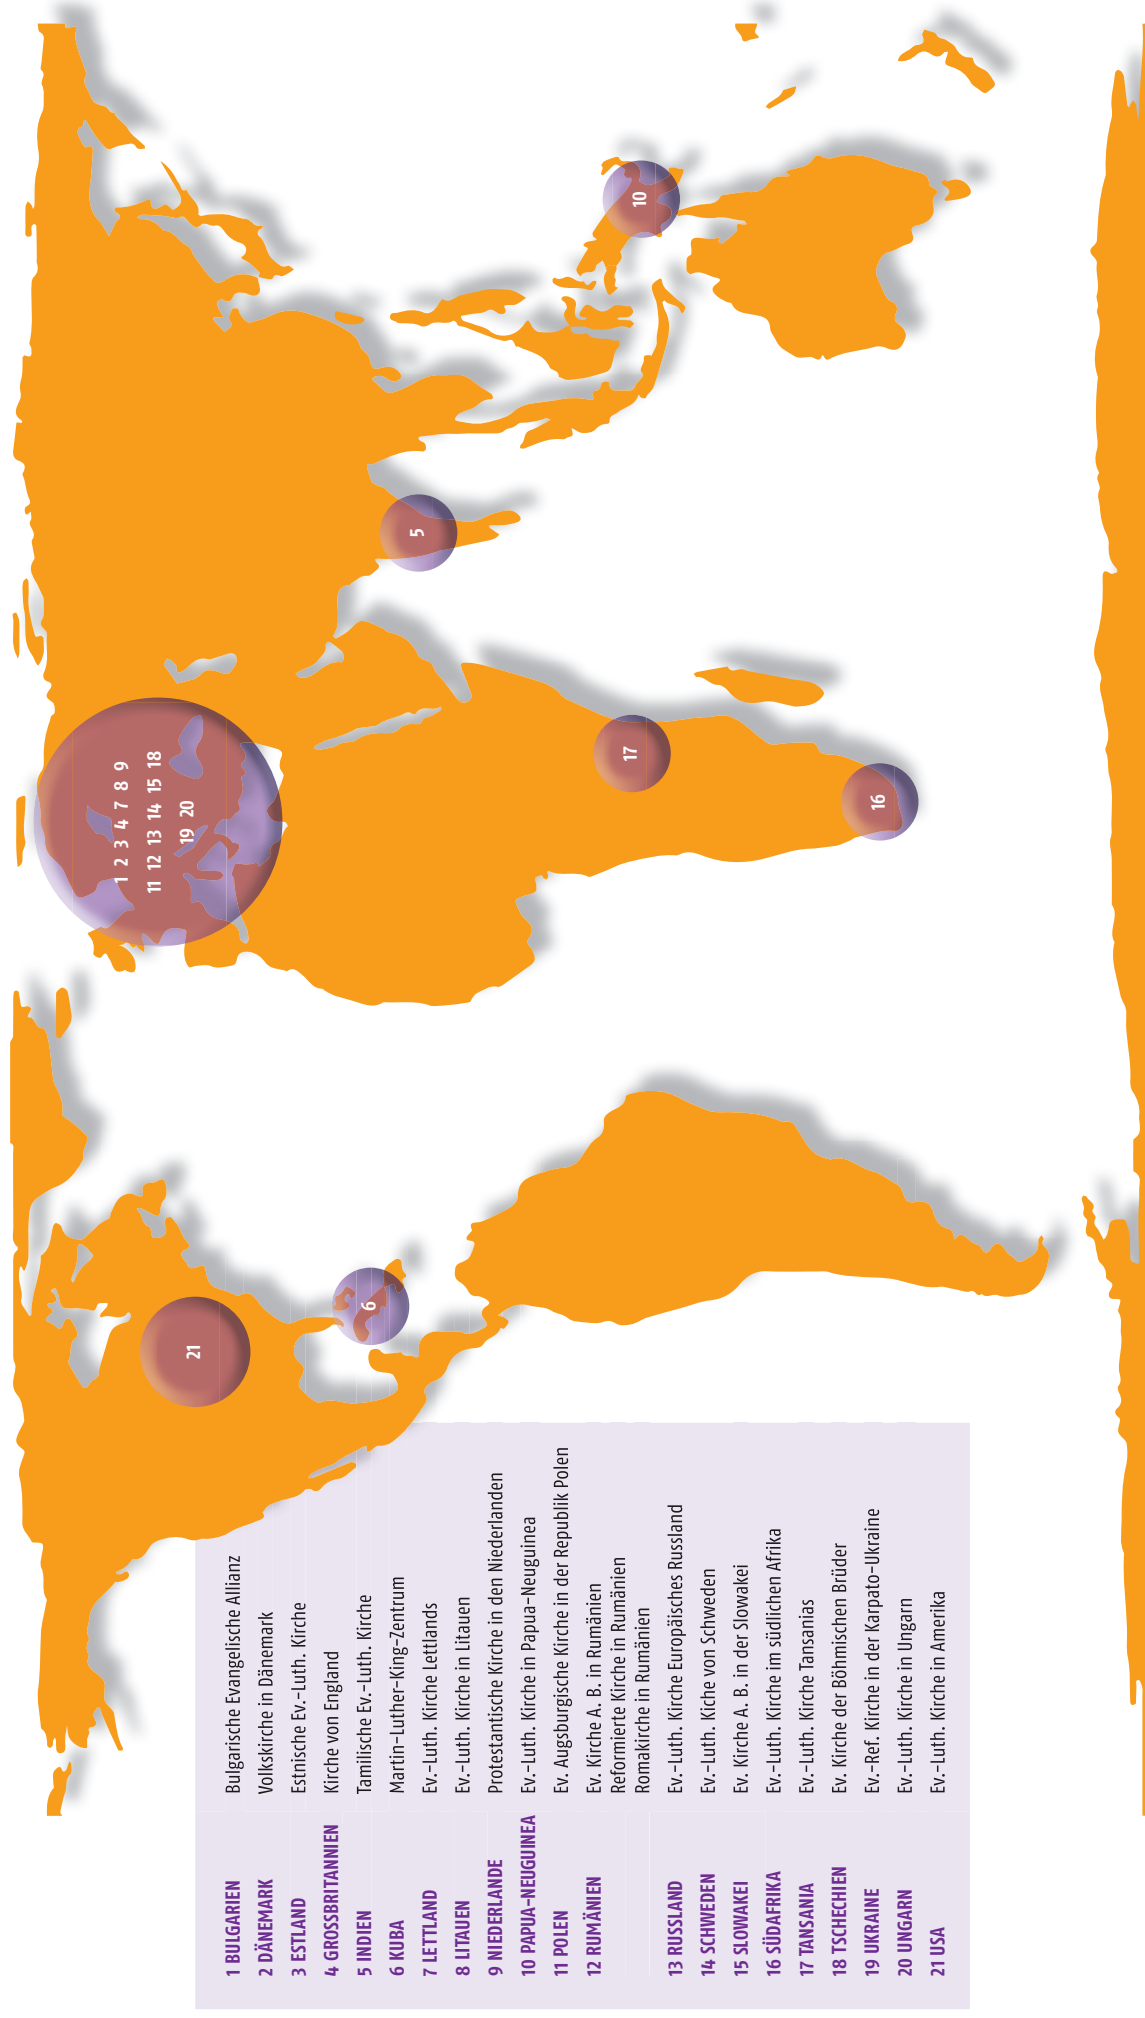 1 2 3 4 7 8 9
11 12 13 14 15 18
19 20
5
10
17
16
21
6
1 BULGARIEN Bulgarische Evangelische Allianz
2 DÄNEMARK Volkskirche in Dänemark
3 ESTLAND Estnische Ev.-Luth. Kirche
4 GROSSBRITANNIEN Kirche von England
5 INDIEN Tamilische Ev.-Luth. Kirche
6 KUBA Martin-Luther-King-Zentrum
7 LETTLAND Ev.-Luth. Kirche Lettlands
8 LITAUEN Ev.-Luth. Kirche in Litauen
9 NIEDERLANDE Protestantische Kirche in den Niederlanden
10 PAPUA-NEUGUINEA Ev.-Luth. Kirche in Papua-Neuguinea
11 POLEN Ev. Augsburgische Kirche in der Republik Polen
12 RUMÄNIEN Ev. Kirche A. B. in Rumänien
Reformierte Kirche in Rumänien
Romakirche in Rumänien
13 RUSSLAND Ev.-Luth. Kirche Europäisches Russland
14 SCHWEDEN Ev.-Luth. Kiche von Schweden
15 SLOWAKEI Ev. Kirche A. B. in der Slowakei
16 SÜDAFRIKA Ev.-Luth. Kirche im südlichen Afrika
17 TANSANIA Ev.-Luth. Kirche Tansanias
18 TSCHECHIEN Ev. Kirche der Böhmischen Brüder
19 UKRAINE Ev.-Ref. Kirche in der Karpato-Ukraine
20 UNGARN Ev.-Luth. Kirche in Ungarn
21 USA Ev.-Luth. Kirche in Amerika